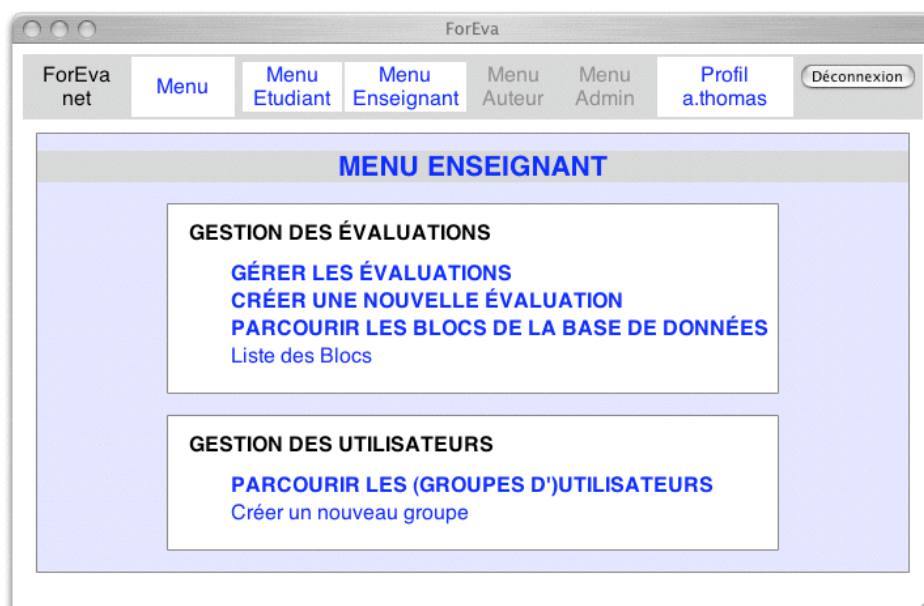 ForEva
ForEva net
Menu
Menu Etudiant
Menu Enseignant
Menu Auteur
Menu Admin
Profil a.thomas
Déconnexion
MENU ENSEIGNANT
GESTION DES ÉVALUATIONS
GÉRER LES ÉVALUATIONS
CRÉER UNE NOUVELLE ÉVALUATION
PARCOURIR LES BLOCS DE LA BASE DE DONNÉES
Liste des Blocs
GESTION DES UTILISATEURS
PARCOURIR LES (GROUPES D')UTILISATEURS
Créer un nouveau groupe